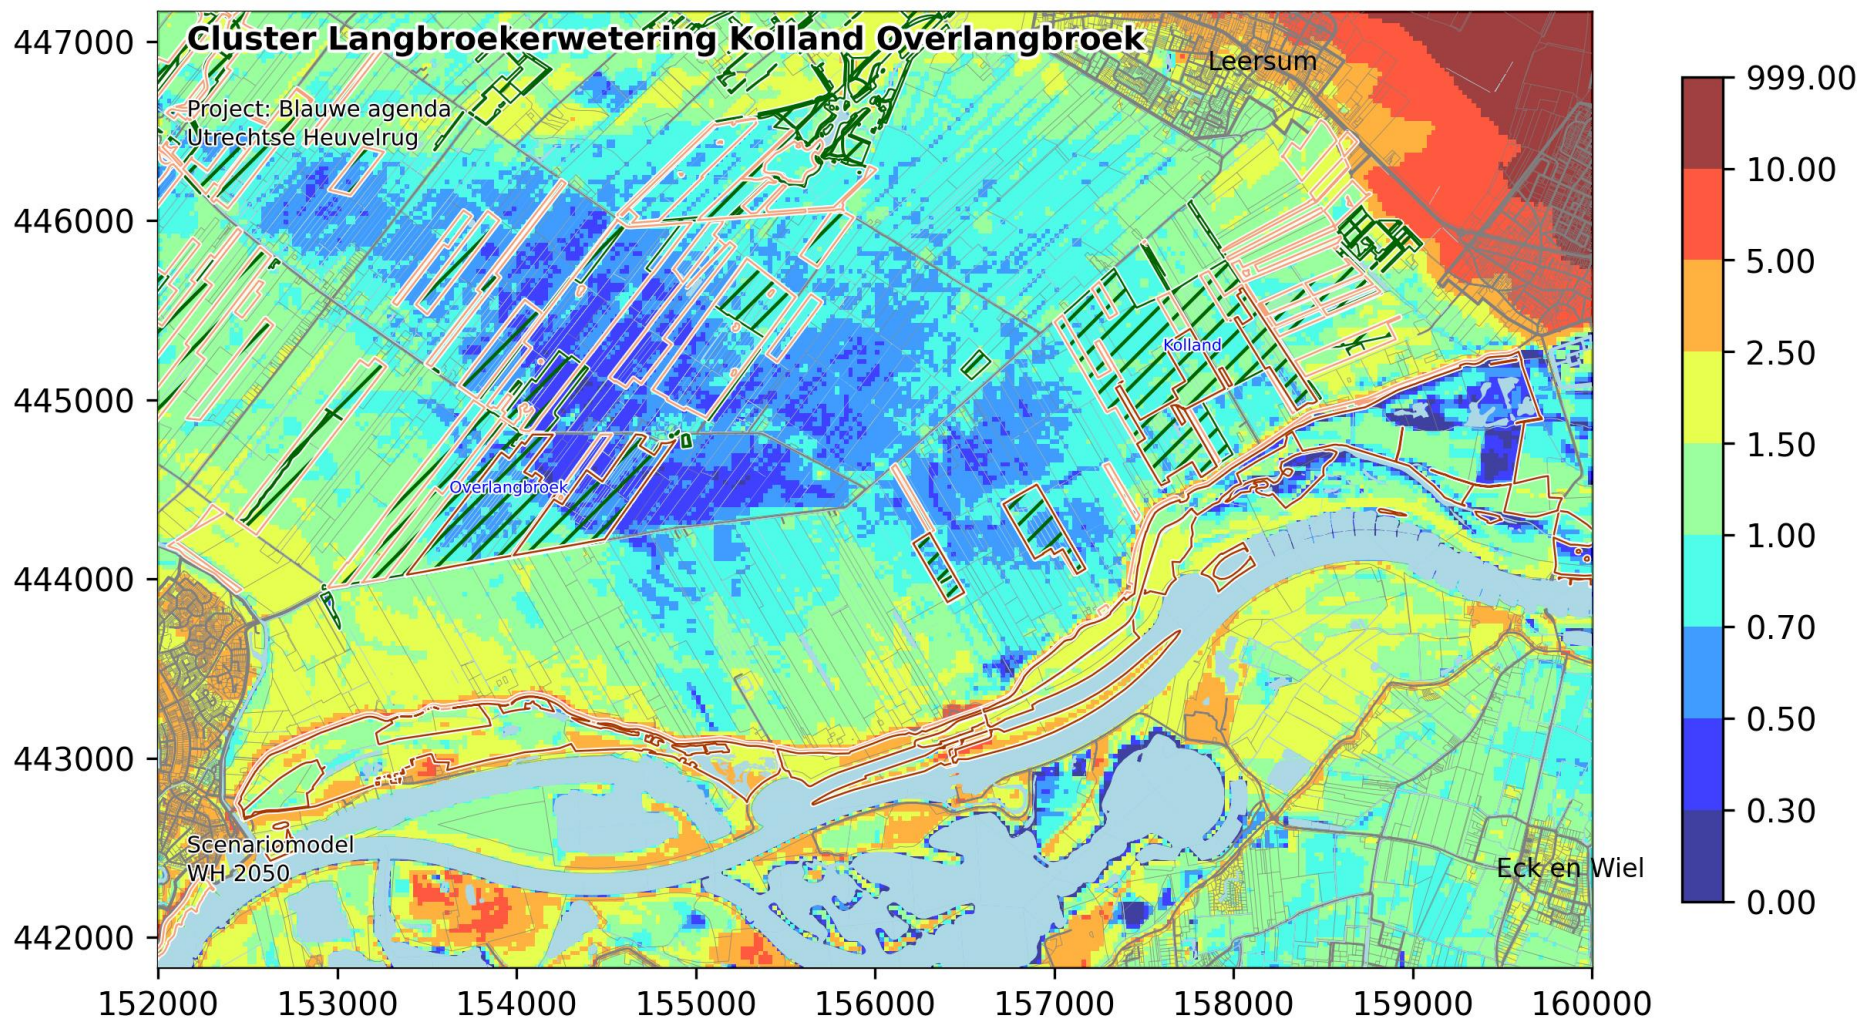 Cluster Langbroekerwetering Kolland Overlangbroek
Leersum
Project: Blauwe agenda
Utrechtse Heuvelrug
Kolland
Overlangbroek
Scenariomodel
WH 2050
Eck en Wiel
447000
446000
445000
444000
443000
442000
152000 153000 154000 155000 156000 157000 158000 159000 160000
999.00
10.00
5.00
2.50
1.50
1.00
0.70
0.50
0.30
0.00